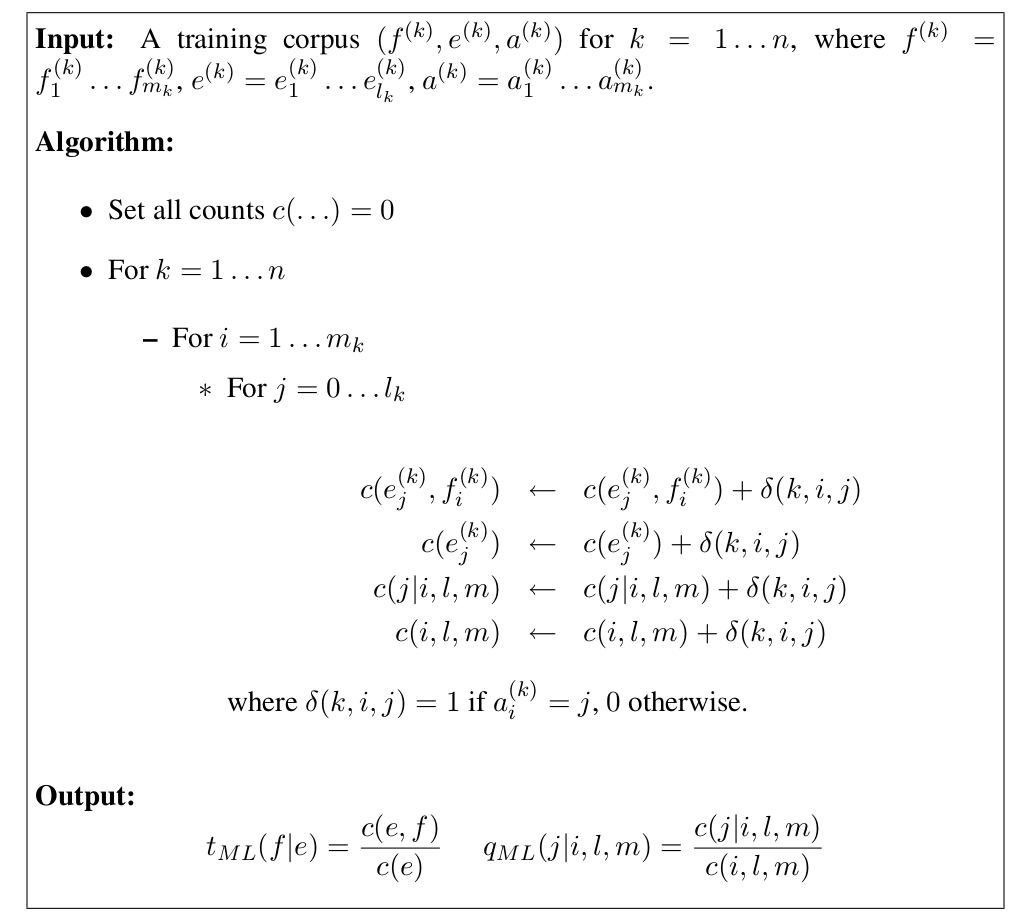 Input: A training corpus $(f^{(k)}, e^{(k)}, a^{(k)})$ for $k = 1 \ldots n$, where $f^{(k)} =$
$f_1^{(k)} \ldots f_{m_k}^{(k)}$, $e^{(k)} = e_1^{(k)} \ldots e_{l_k}^{(k)}$, $a^{(k)} = a_1^{(k)} \ldots a_{m_k}^{(k)}$.
Algorithm:
• Set all counts $c(\ldots) = 0$
• For $k = 1 \ldots n$
– For $i = 1 \ldots m_k$
∗ For $j = 0 \ldots l_k$
$c(e_j^{(k)}, f_i^{(k)}) \leftarrow c(e_j^{(k)}, f_i^{(k)}) + \delta(k, i, j)$
$c(e_j^{(k)}) \leftarrow c(e_j^{(k)}) + \delta(k, i, j)$
$c(j|i, l, m) \leftarrow c(j|i, l, m) + \delta(k, i, j)$
$c(i, l, m) \leftarrow c(i, l, m) + \delta(k, i, j)$
where $\delta(k, i, j) = 1$ if $a_i^{(k)} = j$, 0 otherwise.
Output:
$t_{ML}(f|e) = \frac{c(e, f)}{c(e)}$ $q_{ML}(j|i, l, m) = \frac{c(j|i, l, m)}{c(i, l, m)}$